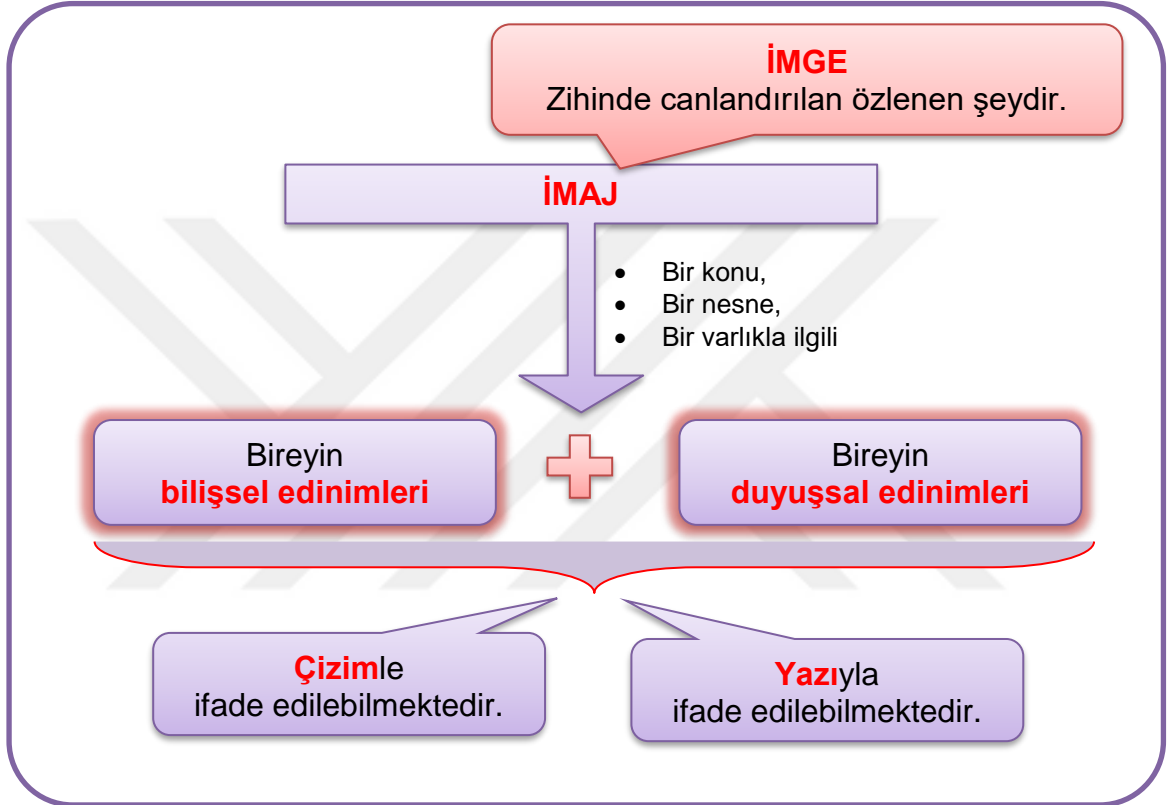 İMGE
Zihinde canlandırılan özlenen şeydir.
İMAJ
• Bir konu,
• Bir nesne,
• Bir varlıkla ilgili
Bireyin
bilişsel edinimleri
Bireyin
duyuşsal edinimleri
Çizimle
ifade edilebilmektedir.
Yazıyla
ifade edilebilmektedir.